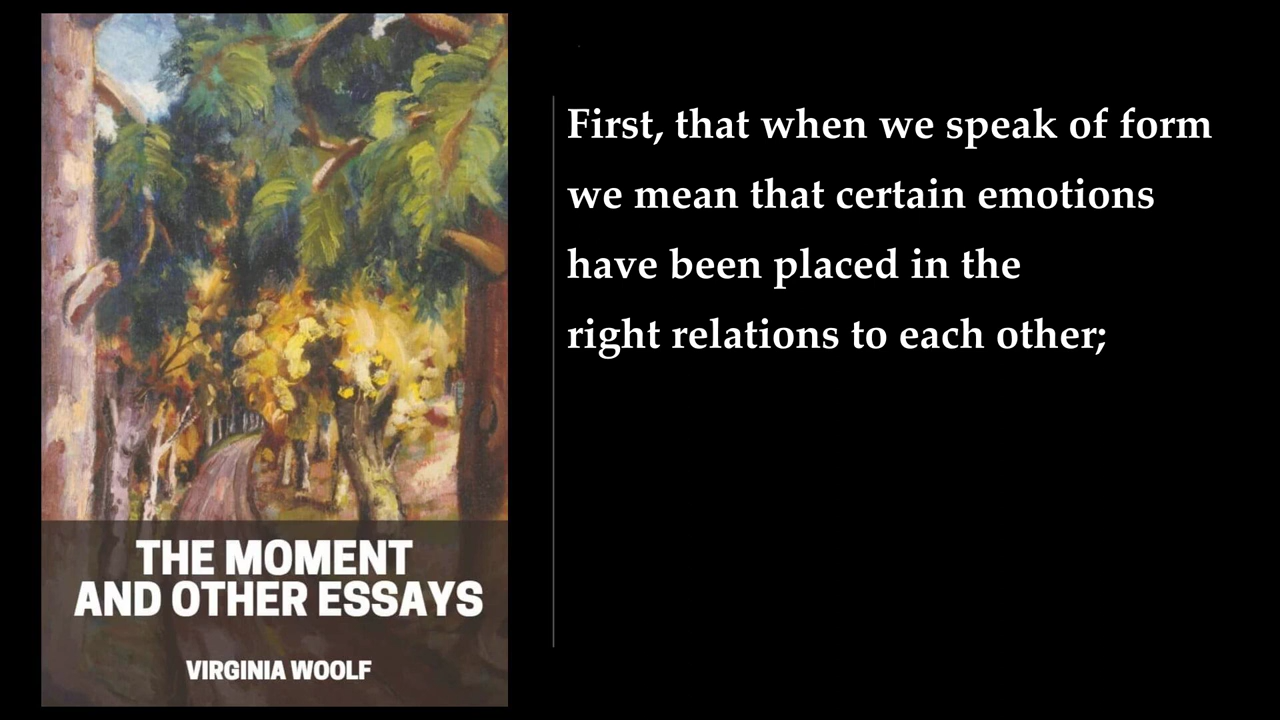 THE MOMENT
AND OTHER ESSAYS
VIRGINIA WOOLF
First, that when we speak of form
we mean that certain emotions
have been placed in the
right relations to each other;